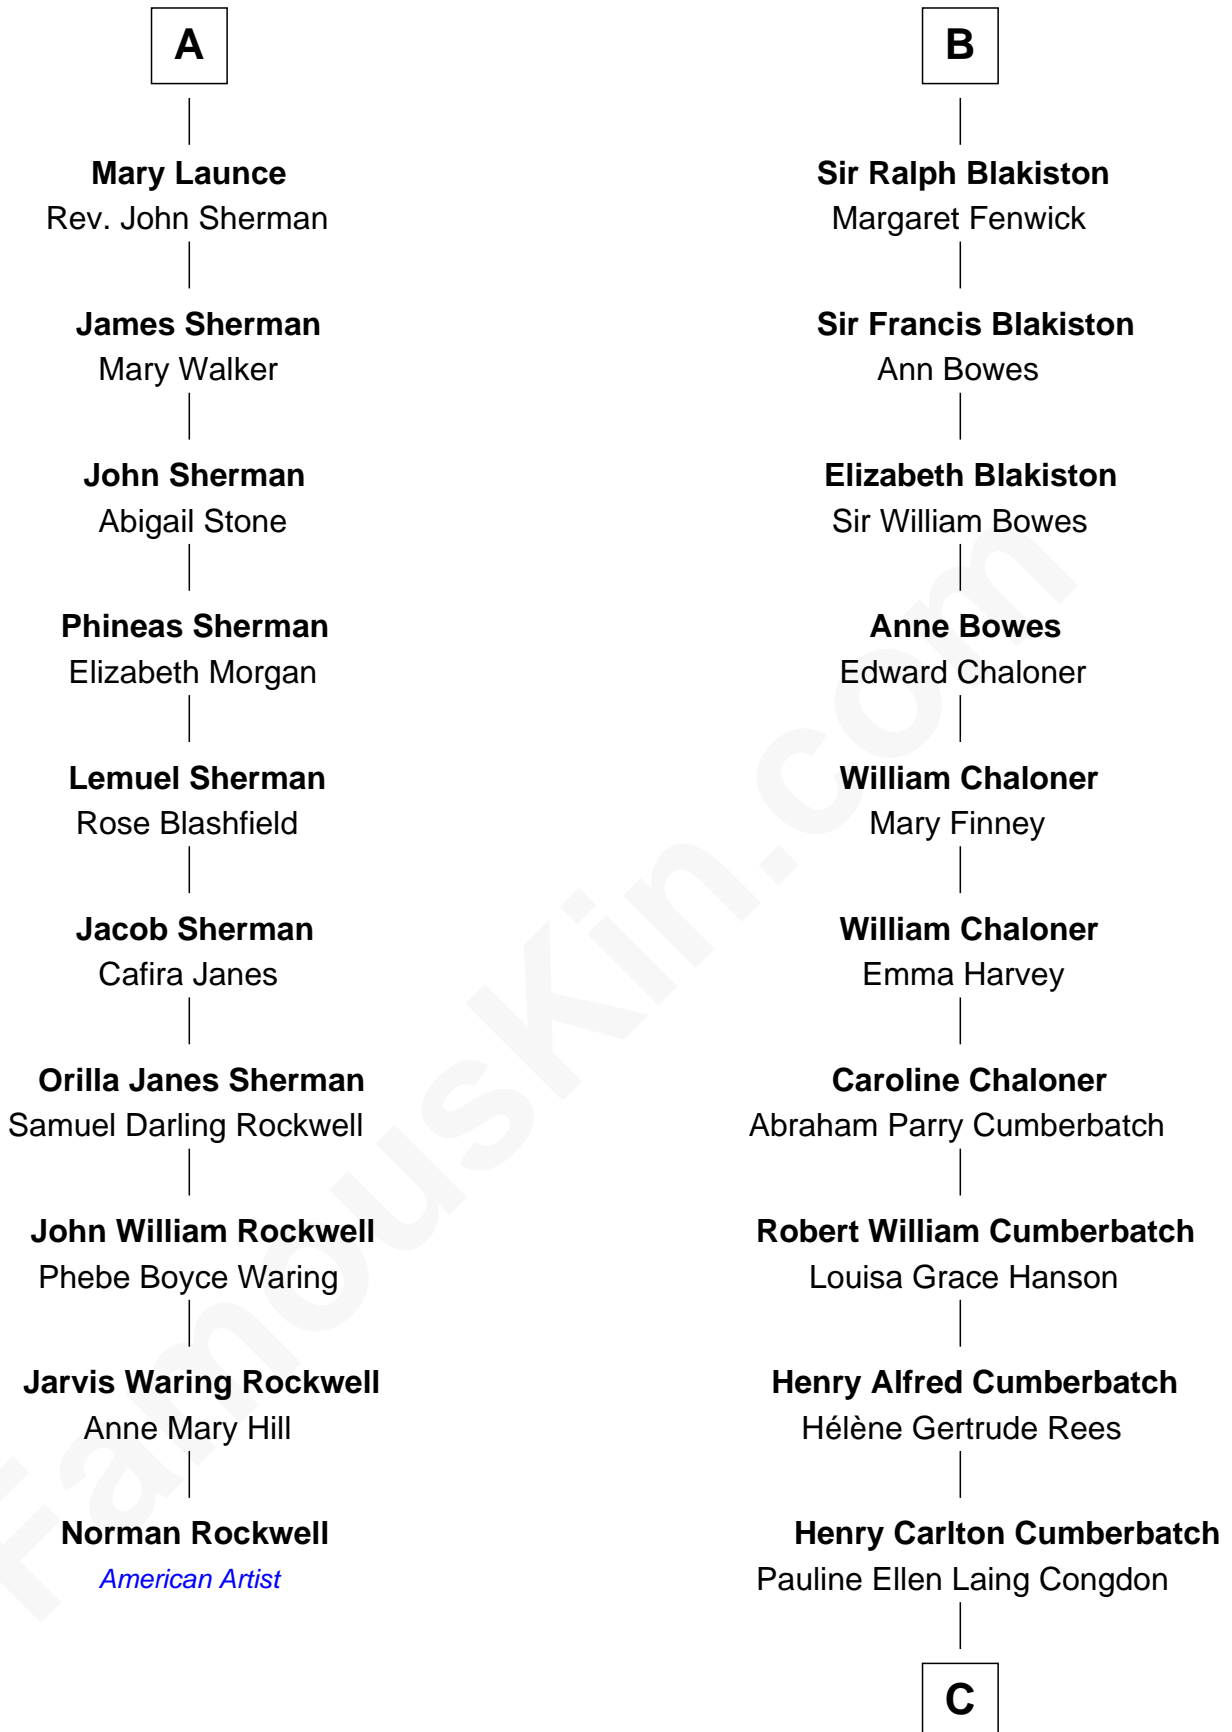 A
Mary Launce
Rev. John Sherman
James Sherman
Mary Walker
John Sherman
Abigail Stone
Phineas Sherman
Elizabeth Morgan
Lemuel Sherman
Rose Blashfield
Jacob Sherman
Cafira Janes
Orilla Janes Sherman
Samuel Darling Rockwell
John William Rockwell
Phebe Boyce Waring
Jarvis Waring Rockwell
Anne Mary Hill
Norman Rockwell
American Artist
B
Sir Ralph Blakiston
Margaret Fenwick
Sir Francis Blakiston
Ann Bowes
Elizabeth Blakiston
Sir William Bowes
Anne Bowes
Edward Chaloner
William Chaloner
Mary Finney
William Chaloner
Emma Harvey
Caroline Chaloner
Abraham Parry Cumberbatch
Robert William Cumberbatch
Louisa Grace Hanson
Henry Alfred Cumberbatch
Hélène Gertrude Rees
Henry Carlton Cumberbatch
Pauline Ellen Laing Congdon
C
FamousKin.com